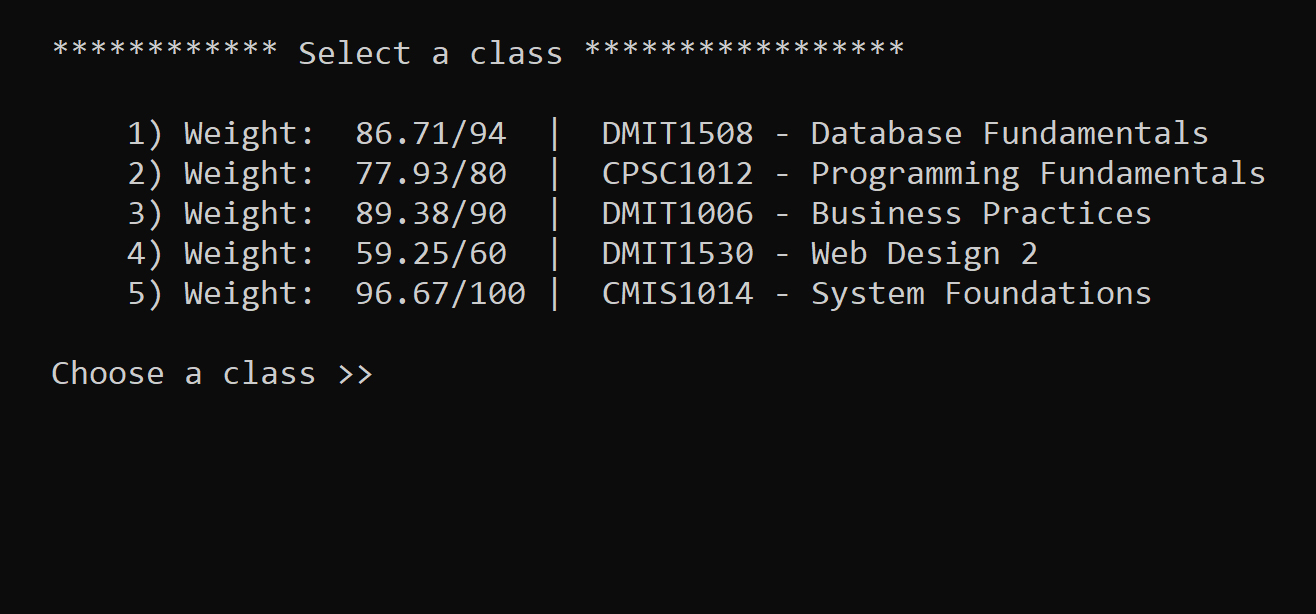 ************ Select a class *****************
1) Weight:  86.71/94  |  DMIT1508 - Database Fundamentals
2) Weight:  77.93/80  |  CPSC1012 - Programming Fundamentals
3) Weight:  89.38/90  |  DMIT1006 - Business Practices
4) Weight:  59.25/60  |  DMIT1530 - Web Design 2
5) Weight:  96.67/100 |  CMIS1014 - System Foundations
Choose a class >>